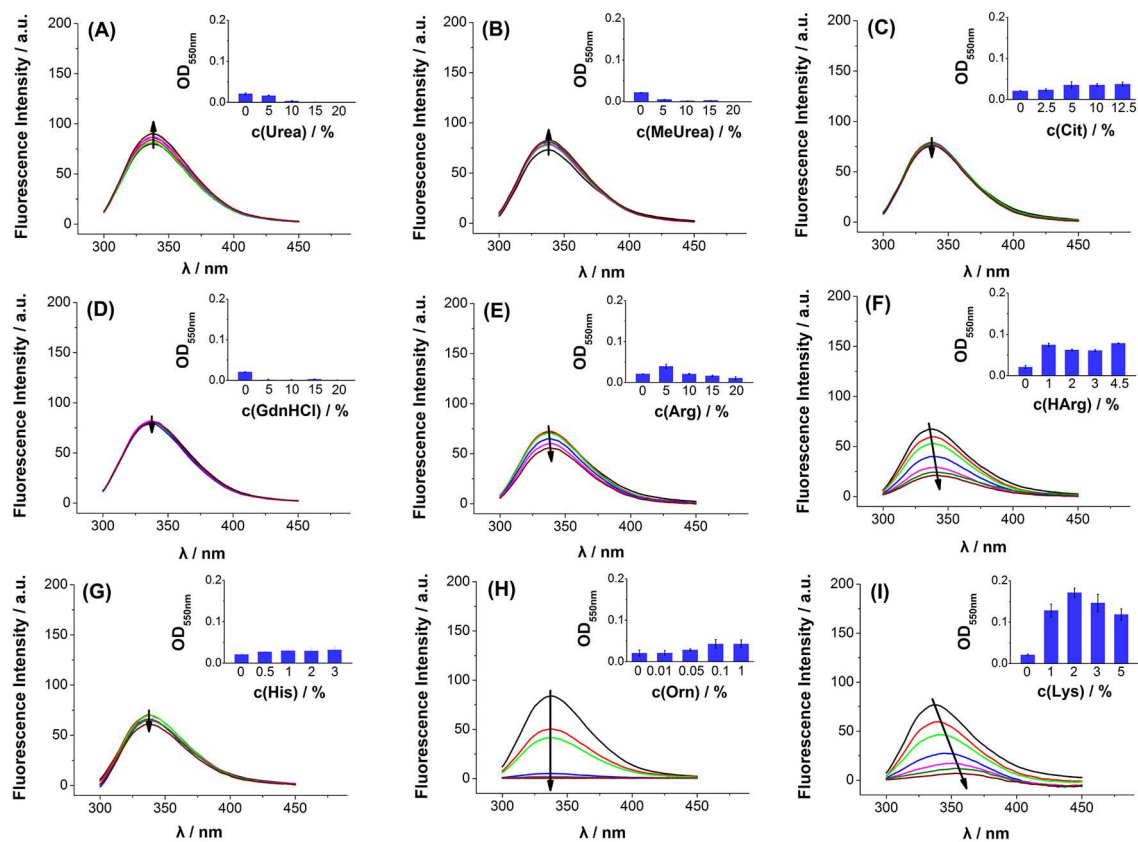 (A)
Fluorescence Intensity / a.u.
200
150
100
50
0
300 350 400 450
λ / nm
OD550nm
0.2
0.1
0.0
0 5 10 15 20
c(Urea) / %
(B)
Fluorescence Intensity / a.u.
200
150
100
50
0
300 350 400 450
λ / nm
OD550nm
0.2
0.1
0.0
0 5 10 15 20
c(MeUrea) / %
(C)
Fluorescence Intensity / a.u.
200
150
100
50
0
300 350 400 450
λ / nm
OD550nm
0.2
0.1
0.0
0 2.5 5 10 12.5
c(Cit) / %
(D)
Fluorescence Intensity / a.u.
200
150
100
50
0
300 350 400 450
λ / nm
OD550nm
0.2
0.1
0.0
0 5 10 15 20
c(GdnHCl) / %
(E)
Fluorescence Intensity / a.u.
200
150
100
50
0
300 350 400 450
λ / nm
OD550nm
0.2
0.1
0.0
0 5 10 15 20
c(Arg) / %
(F)
Fluorescence Intensity / a.u.
200
150
100
50
0
300 350 400 450
λ / nm
OD550nm
0.2
0.1
0.0
0 1 2 3 4.5
c(HArg) / %
(G)
Fluorescence Intensity / a.u.
200
150
100
50
0
300 350 400 450
λ / nm
OD550nm
0.2
0.1
0.0
0 0.5 1 2 3
c(His) / %
(H)
Fluorescence Intensity / a.u.
200
150
100
50
0
300 350 400 450
λ / nm
OD550nm
0.2
0.1
0.0
0 0.01 0.05 0.1 1
c(Orn) / %
(I)
Fluorescence Intensity / a.u.
200
150
100
50
0
300 350 400 450
λ / nm
OD550nm
0.2
0.1
0.0
0 1 2 3 5
c(Lys) / %